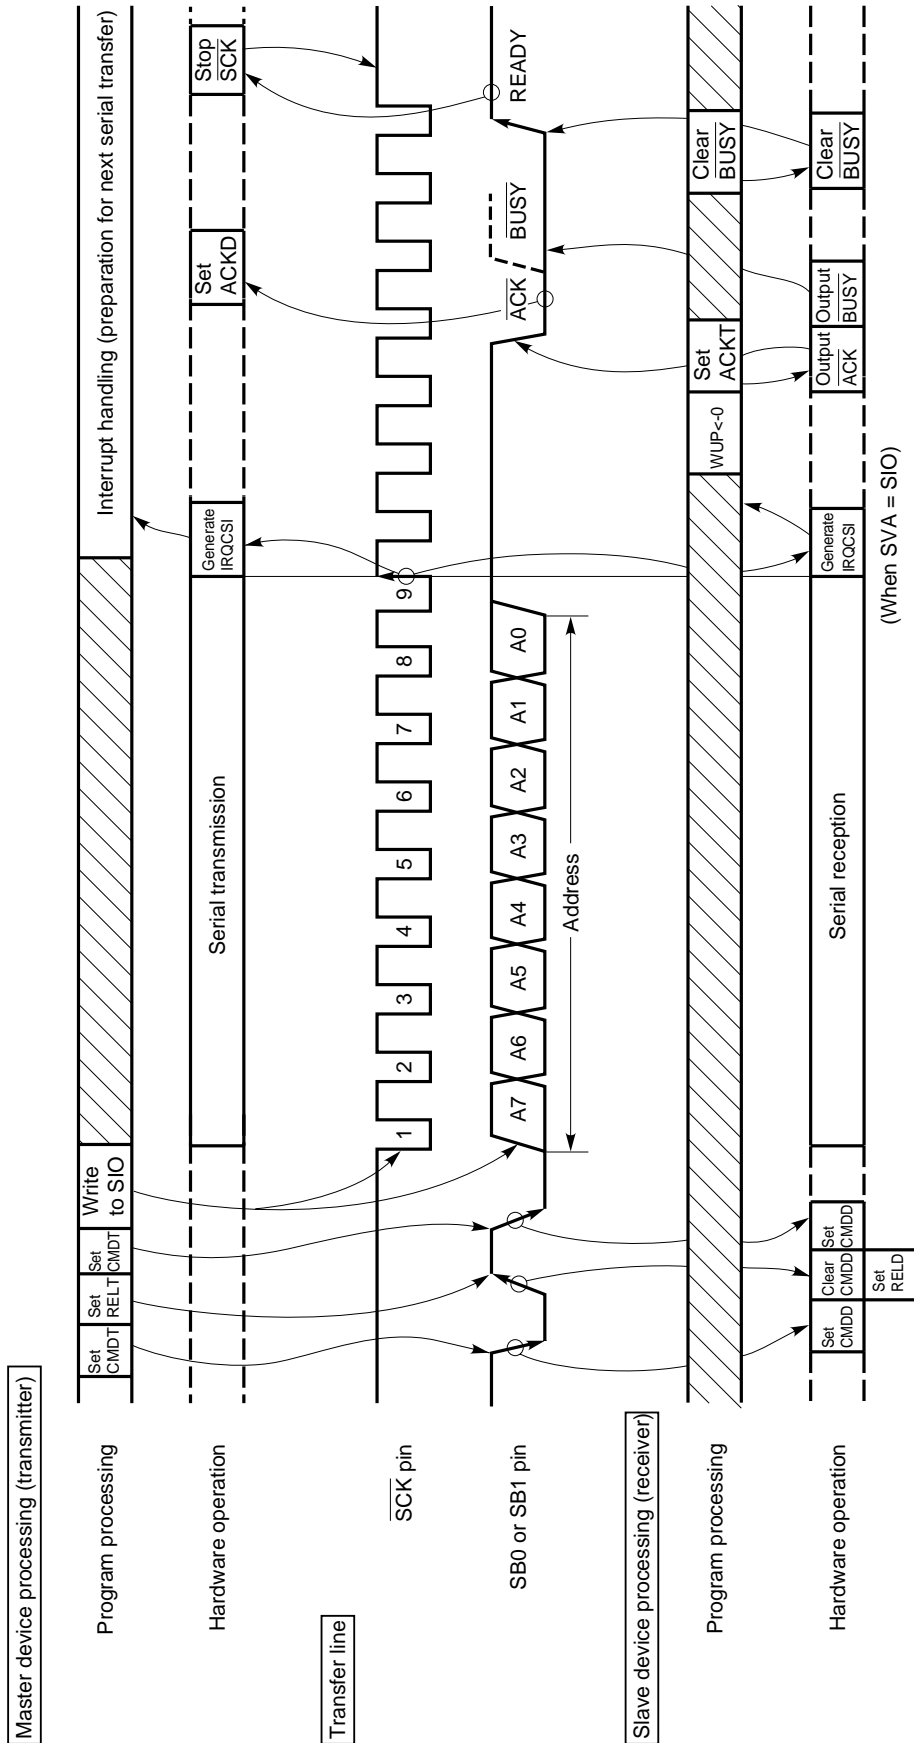 Master device processing (transmitter)
Program processing
Set
CMDT
Set
RELT
Set
CMDT
Write
to SIO
Interrupt handling (preparation for next serial transfer)
Hardware operation
Serial transmission
Generate
IRQCSI
Set
ACKD
Stop
SCK
Transfer line
SCK pin
1
2
3
4
5
6
7
8
9
SB0 or SB1 pin
A7
A6
A5
A4
A3
A2
A1
A0
ACK
BUSY
READY
Address
Slave device processing (receiver)
Program processing
WUP<-0
Set
ACKT
Clear
BUSY
Hardware operation
Set
CMDD
Clear
CMDD
Set
CMDD
Set
RELD
Serial reception
Generate
IRQCSI
Output
ACK
Output
BUSY
Clear
BUSY
(When SVA = SIO)